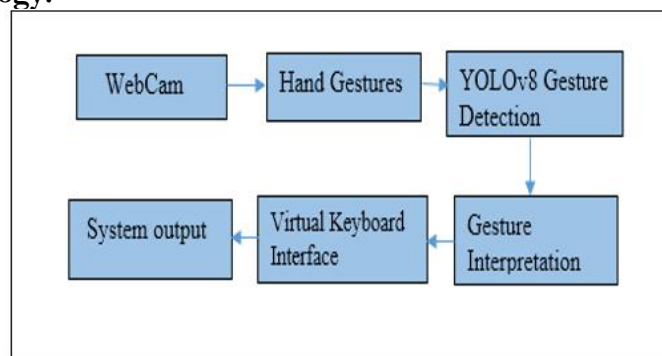 ogy.
WebCam
Hand Gestures
YOLOv8 Gesture
Detection
Gesture
Interpretation
Virtual Keyboard
Interface
System output